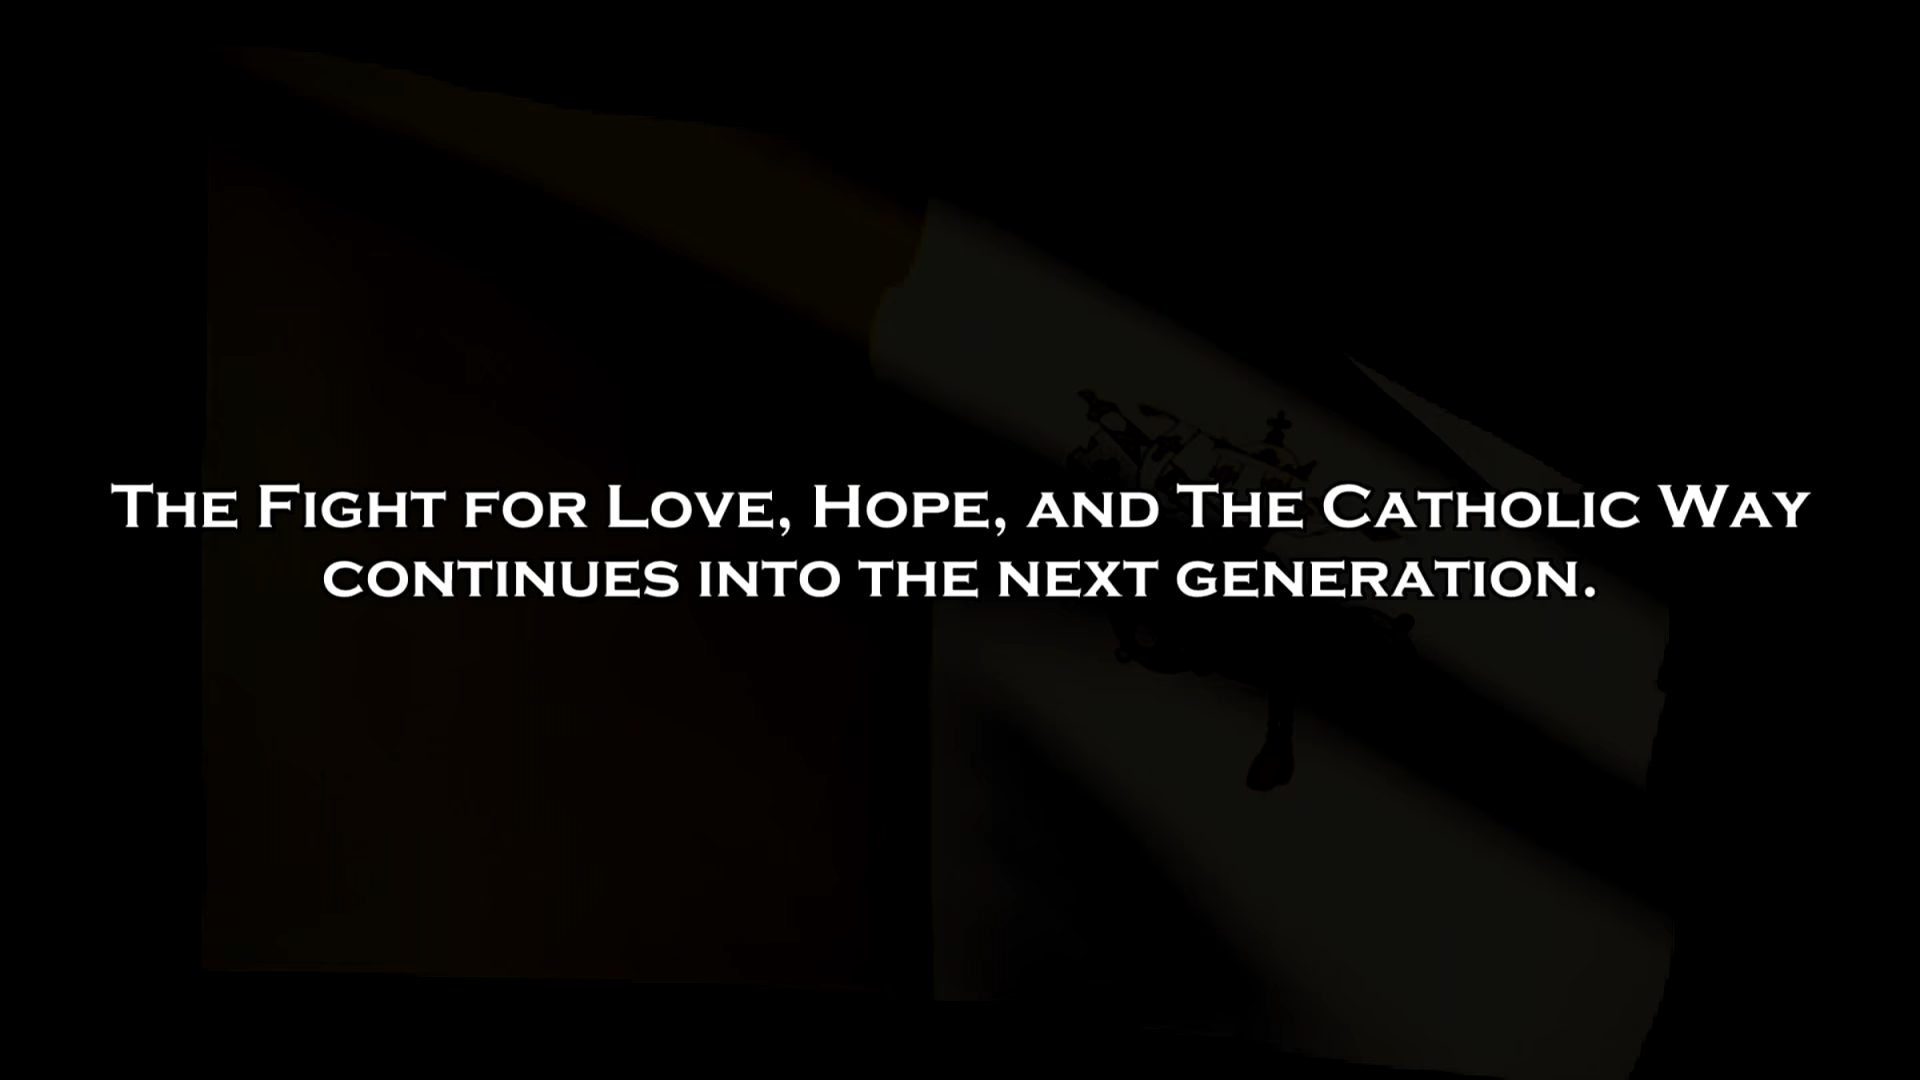 The Fight for Love, Hope, and The Catholic Way
continues into the next generation.